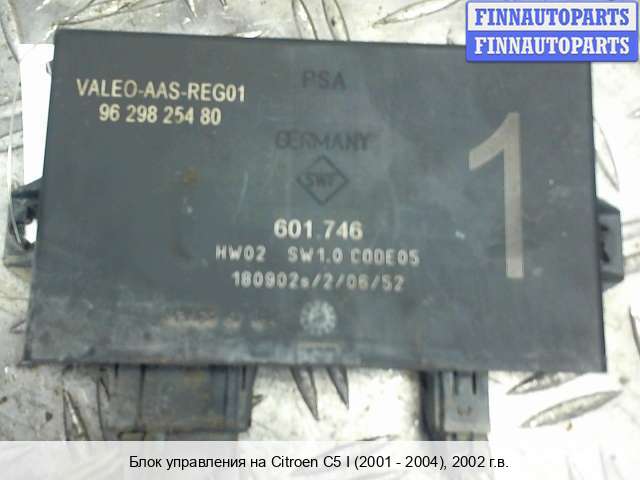 FINNAUTOPARTS
FINNAUTOPARTS
PSA
VALEO-AAS-REG01
96 298 254 80
GERMANY
SWF
1
601.746
HW02 SW1.0 CODE05
180902s/2/06/52
Блок управления на Citroen C5 I (2001 - 2004), 2002 г.в.